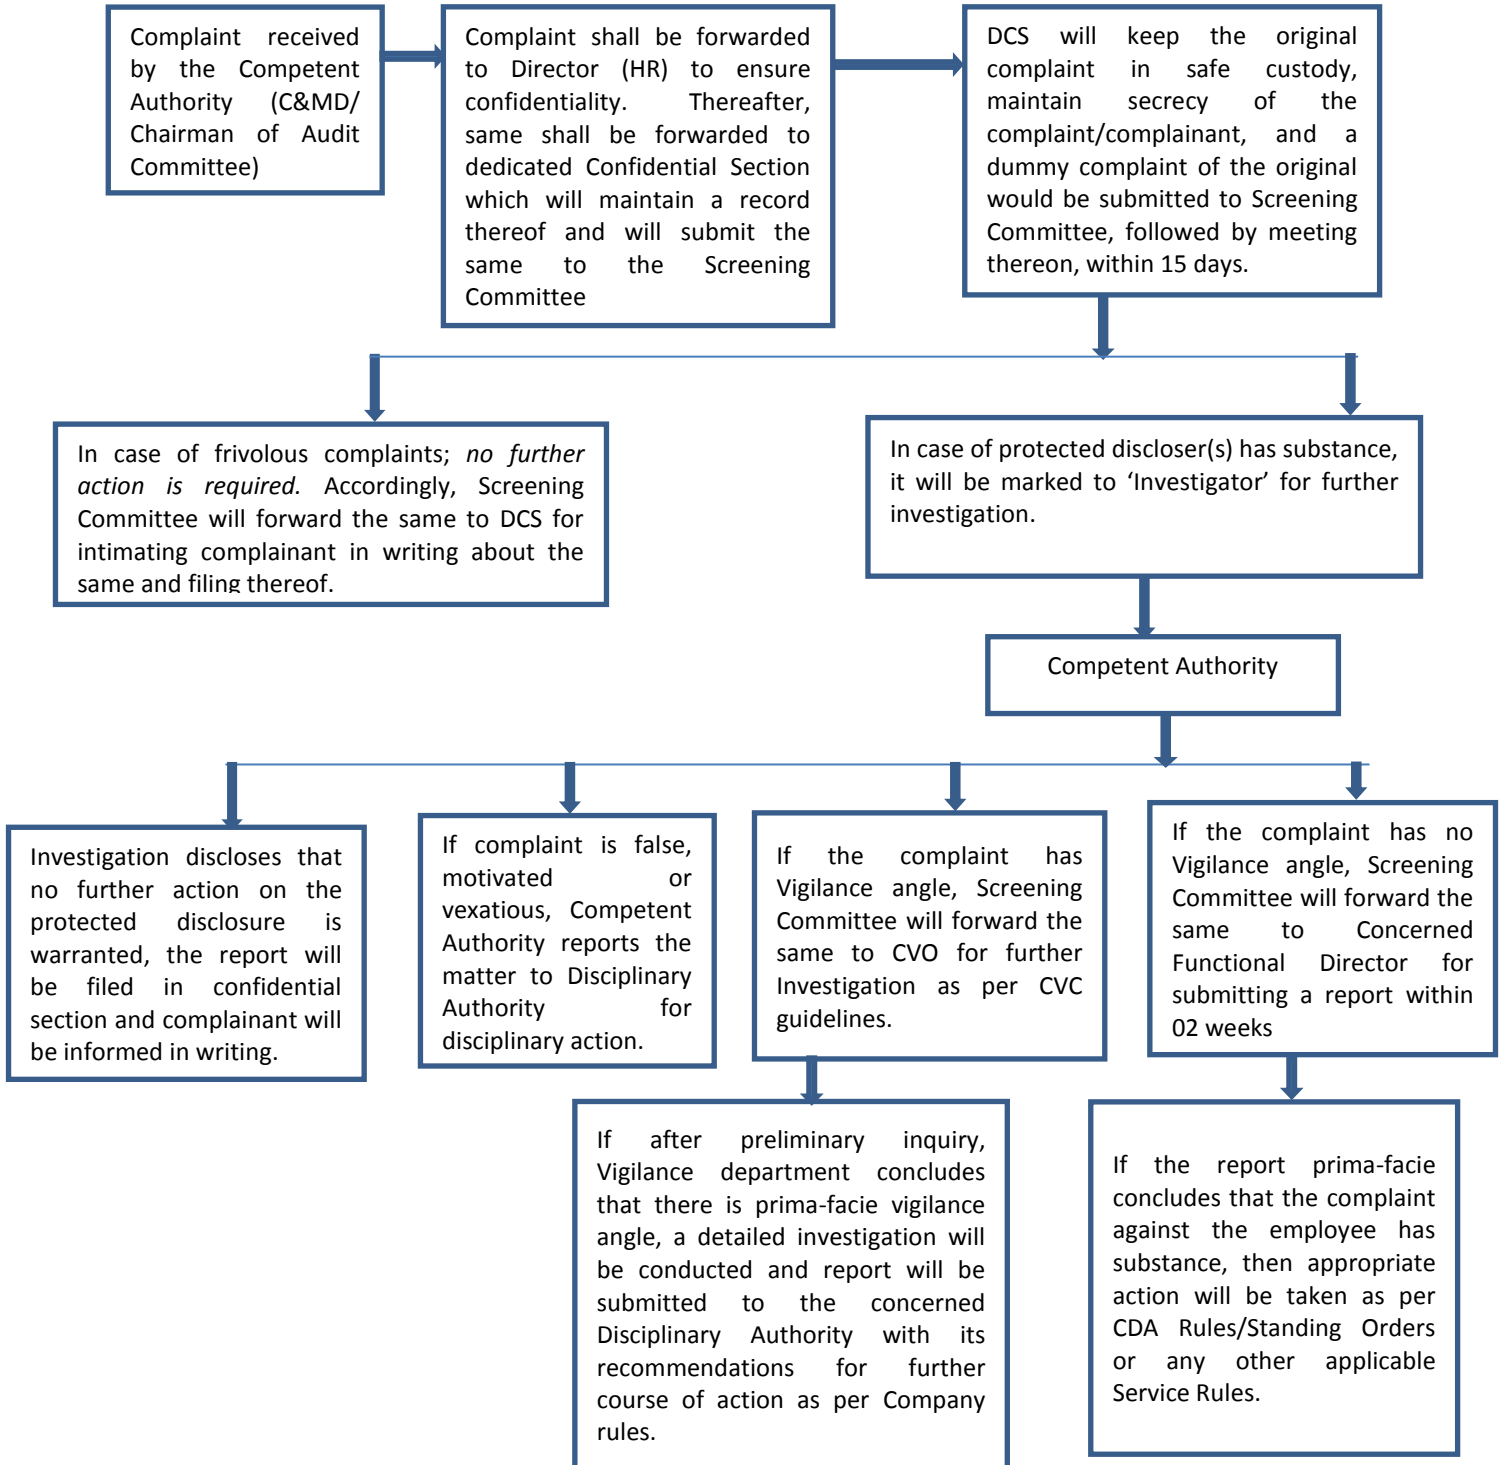 Complaint received
by the Competent
Authority (C&MD/
Chairman of Audit
Committee)
Complaint shall be forwarded
to Director (HR) to ensure
confidentiality. Thereafter,
same shall be forwarded to
dedicated Confidential Section
which will maintain a record
thereof and will submit the
same to the Screening
Committee
DCS will keep the original
complaint in safe custody,
maintain secrecy of the
complaint/complainant, and a
dummy complaint of the original
would be submitted to Screening
Committee, followed by meeting
thereon, within 15 days.
In case of frivolous complaints; no further
action is required. Accordingly, Screening
Committee will forward the same to DCS for
intimating complainant in writing about the
same and filing thereof.
In case of protected discloser(s) has substance,
it will be marked to ‘Investigator’ for further
investigation.
Competent Authority
Investigation discloses that
no further action on the
protected disclosure is
warranted, the report will
be filed in confidential
section and complainant will
be informed in writing.
If complaint is false,
motivated or
vexatious, Competent
Authority reports the
matter to Disciplinary
Authority for
disciplinary action.
If the complaint has
Vigilance angle, Screening
Committee will forward the
same to CVO for further
Investigation as per CVC
guidelines.
If the complaint has no
Vigilance angle, Screening
Committee will forward the
same to Concerned
Functional Director for
submitting a report within
02 weeks
If after preliminary inquiry,
Vigilance department concludes
that there is prima-facie vigilance
angle, a detailed investigation will
be conducted and report will be
submitted to the concerned
Disciplinary Authority with its
recommendations for further
course of action as per Company
rules.
If the report prima-facie
concludes that the complaint
against the employee has
substance, then appropriate
action will be taken as per
CDA Rules/Standing Orders
or any other applicable
Service Rules.